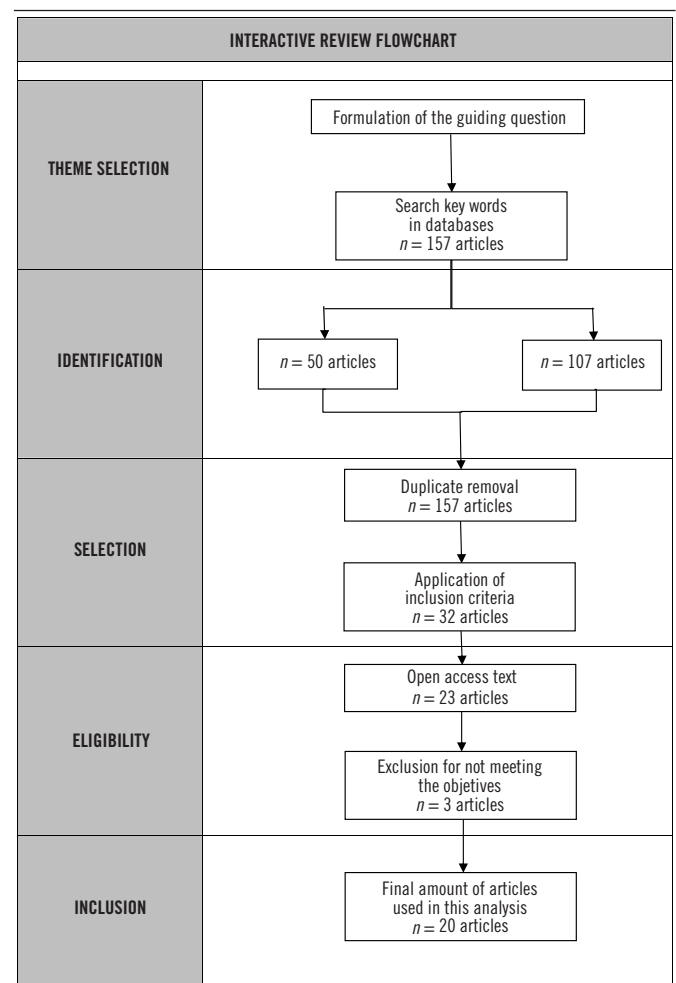 INTERACTIVE REVIEW FLOWCHART
THEME SELECTION
Formulation of the guiding question
Search key words
in databases
n = 157 articles
IDENTIFICATION
n = 50 articles
n = 107 articles
SELECTION
Duplicate removal
n = 157 articles
Application of
inclusion criteria
n = 32 articles
ELIGIBILITY
Open access text
n = 23 articles
Exclusion for not meeting
the objetives
n = 3 articles
INCLUSION
Final amount of articles
used in this analysis
n = 20 articles